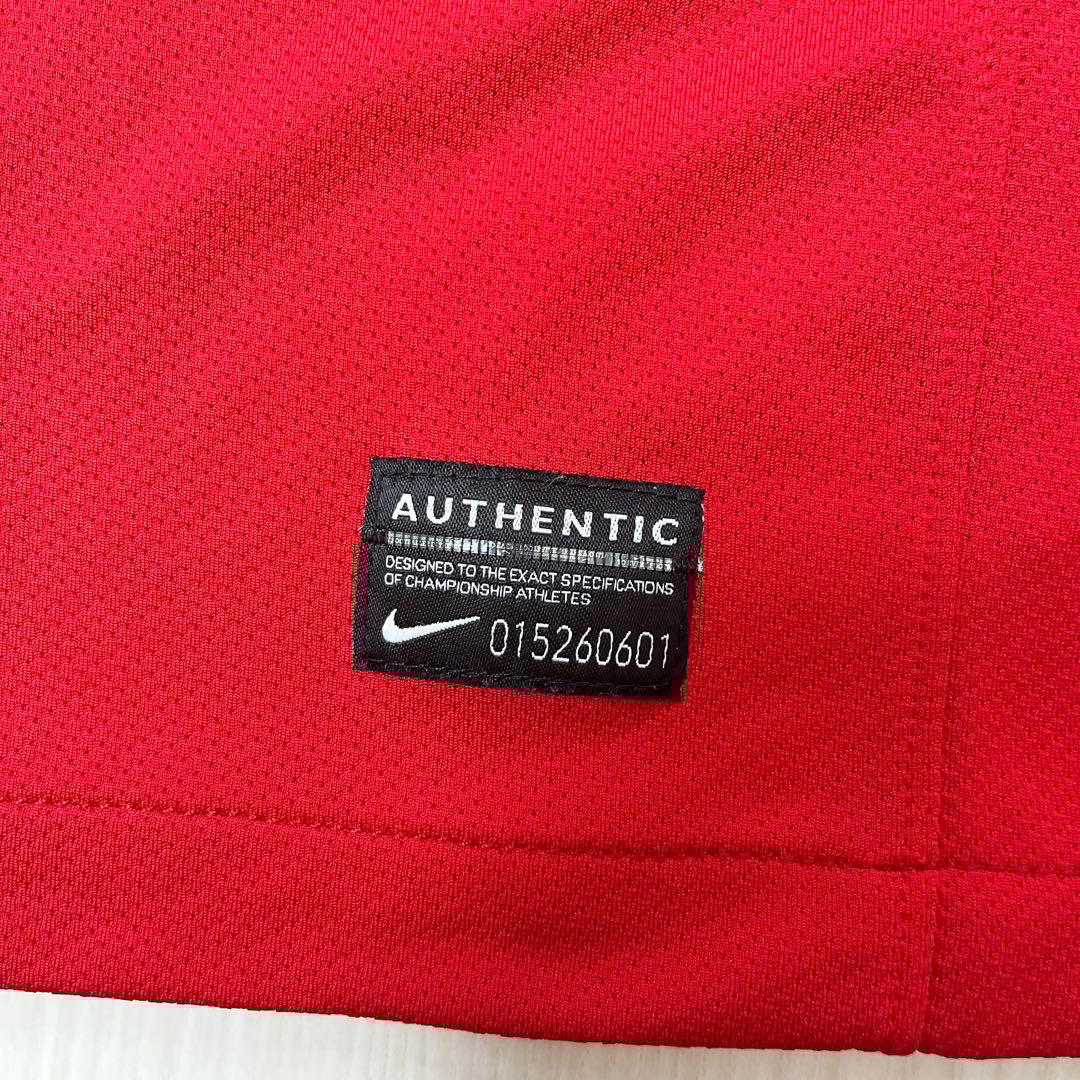 AUTHENTIC
DESIGNED TO THE EXACT SPECIFICATIONS
OF CHAMPIONSHIP ATHLETES
015260601